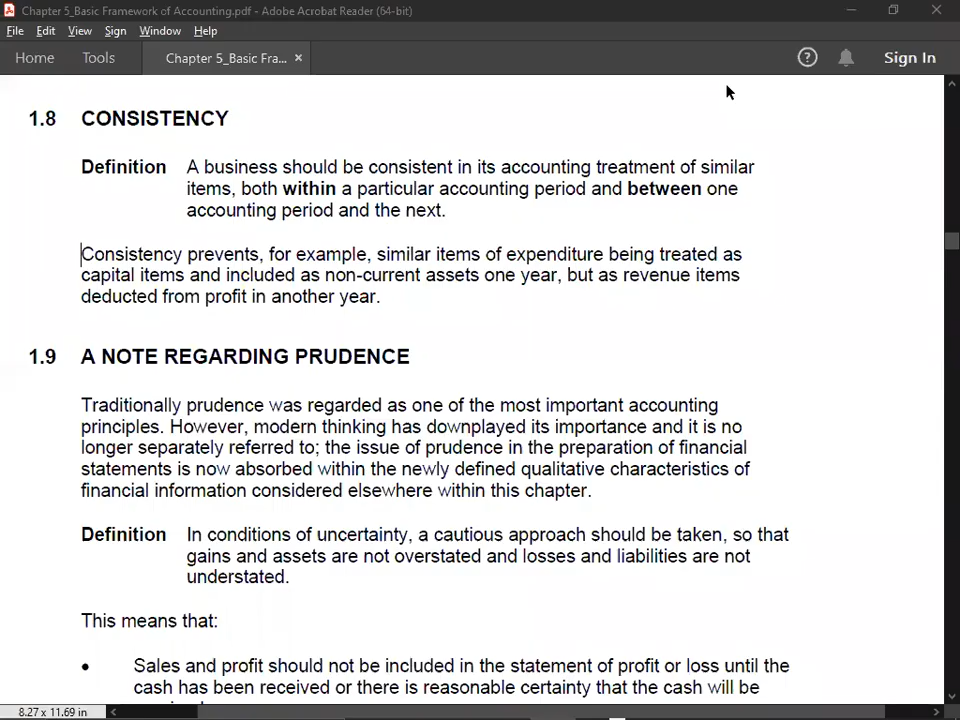 Chapter 5_Basic Framework of Accounting.pdf - Adobe Acrobat Reader (64-bit)
File Edit View Sign Window Help
Home Tools Chapter 5_Basic Fra... × Sign In
1.8 CONSISTENCY
Definition A business should be consistent in its accounting treatment of similar
items, both within a particular accounting period and between one
accounting period and the next.
Consistency prevents, for example, similar items of expenditure being treated as
capital items and included as non-current assets one year, but as revenue items
deducted from profit in another year.
1.9 A NOTE REGARDING PRUDENCE
Traditionally prudence was regarded as one of the most important accounting
principles. However, modern thinking has downplayed its importance and it is no
longer separately referred to; the issue of prudence in the preparation of financial
statements is now absorbed within the newly defined qualitative characteristics of
financial information considered elsewhere within this chapter.
Definition In conditions of uncertainty, a cautious approach should be taken, so that
gains and assets are not overstated and losses and liabilities are not
understated.
This means that:
• Sales and profit should not be included in the statement of profit or loss until the
cash has been received or there is reasonable certainty that the cash will be
8.27 x 11.69 in